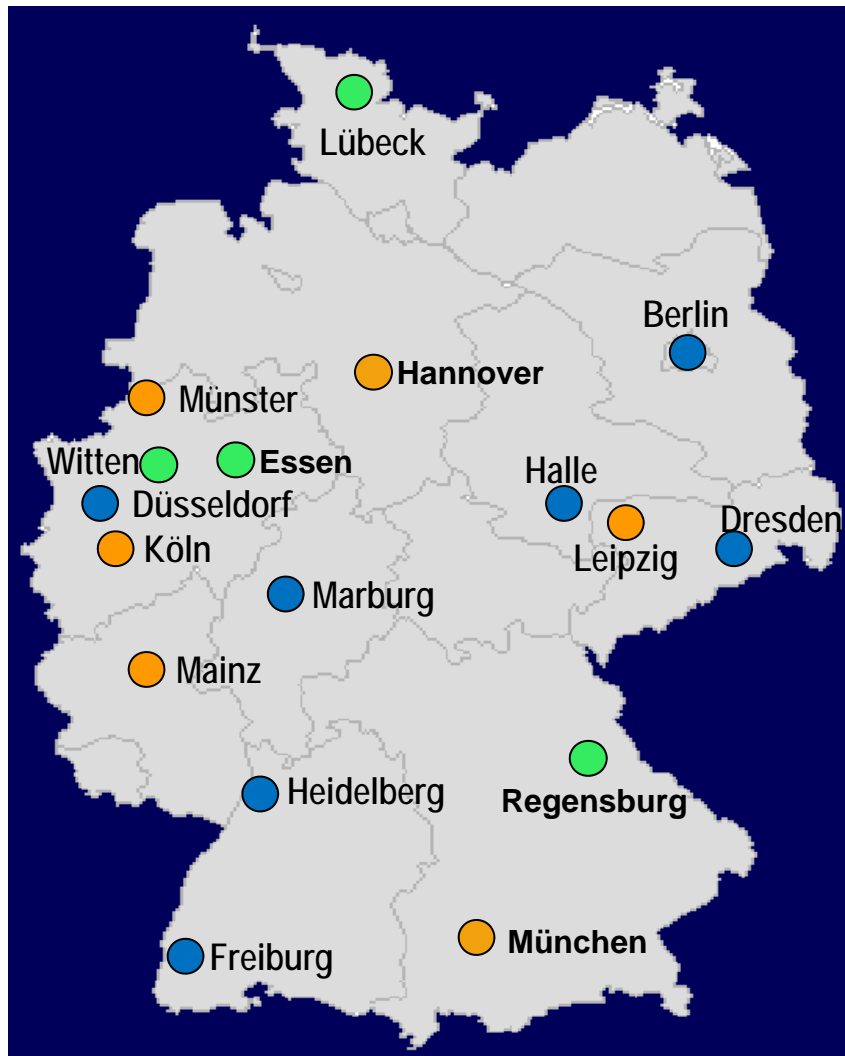 Lübeck
Berlin
Hannover
Münster
Witten
Essen
Halle
Düsseldorf
Dresden
Köln
Leipzig
Marburg
Mainz
Heidelberg
Regensburg
München
Freiburg